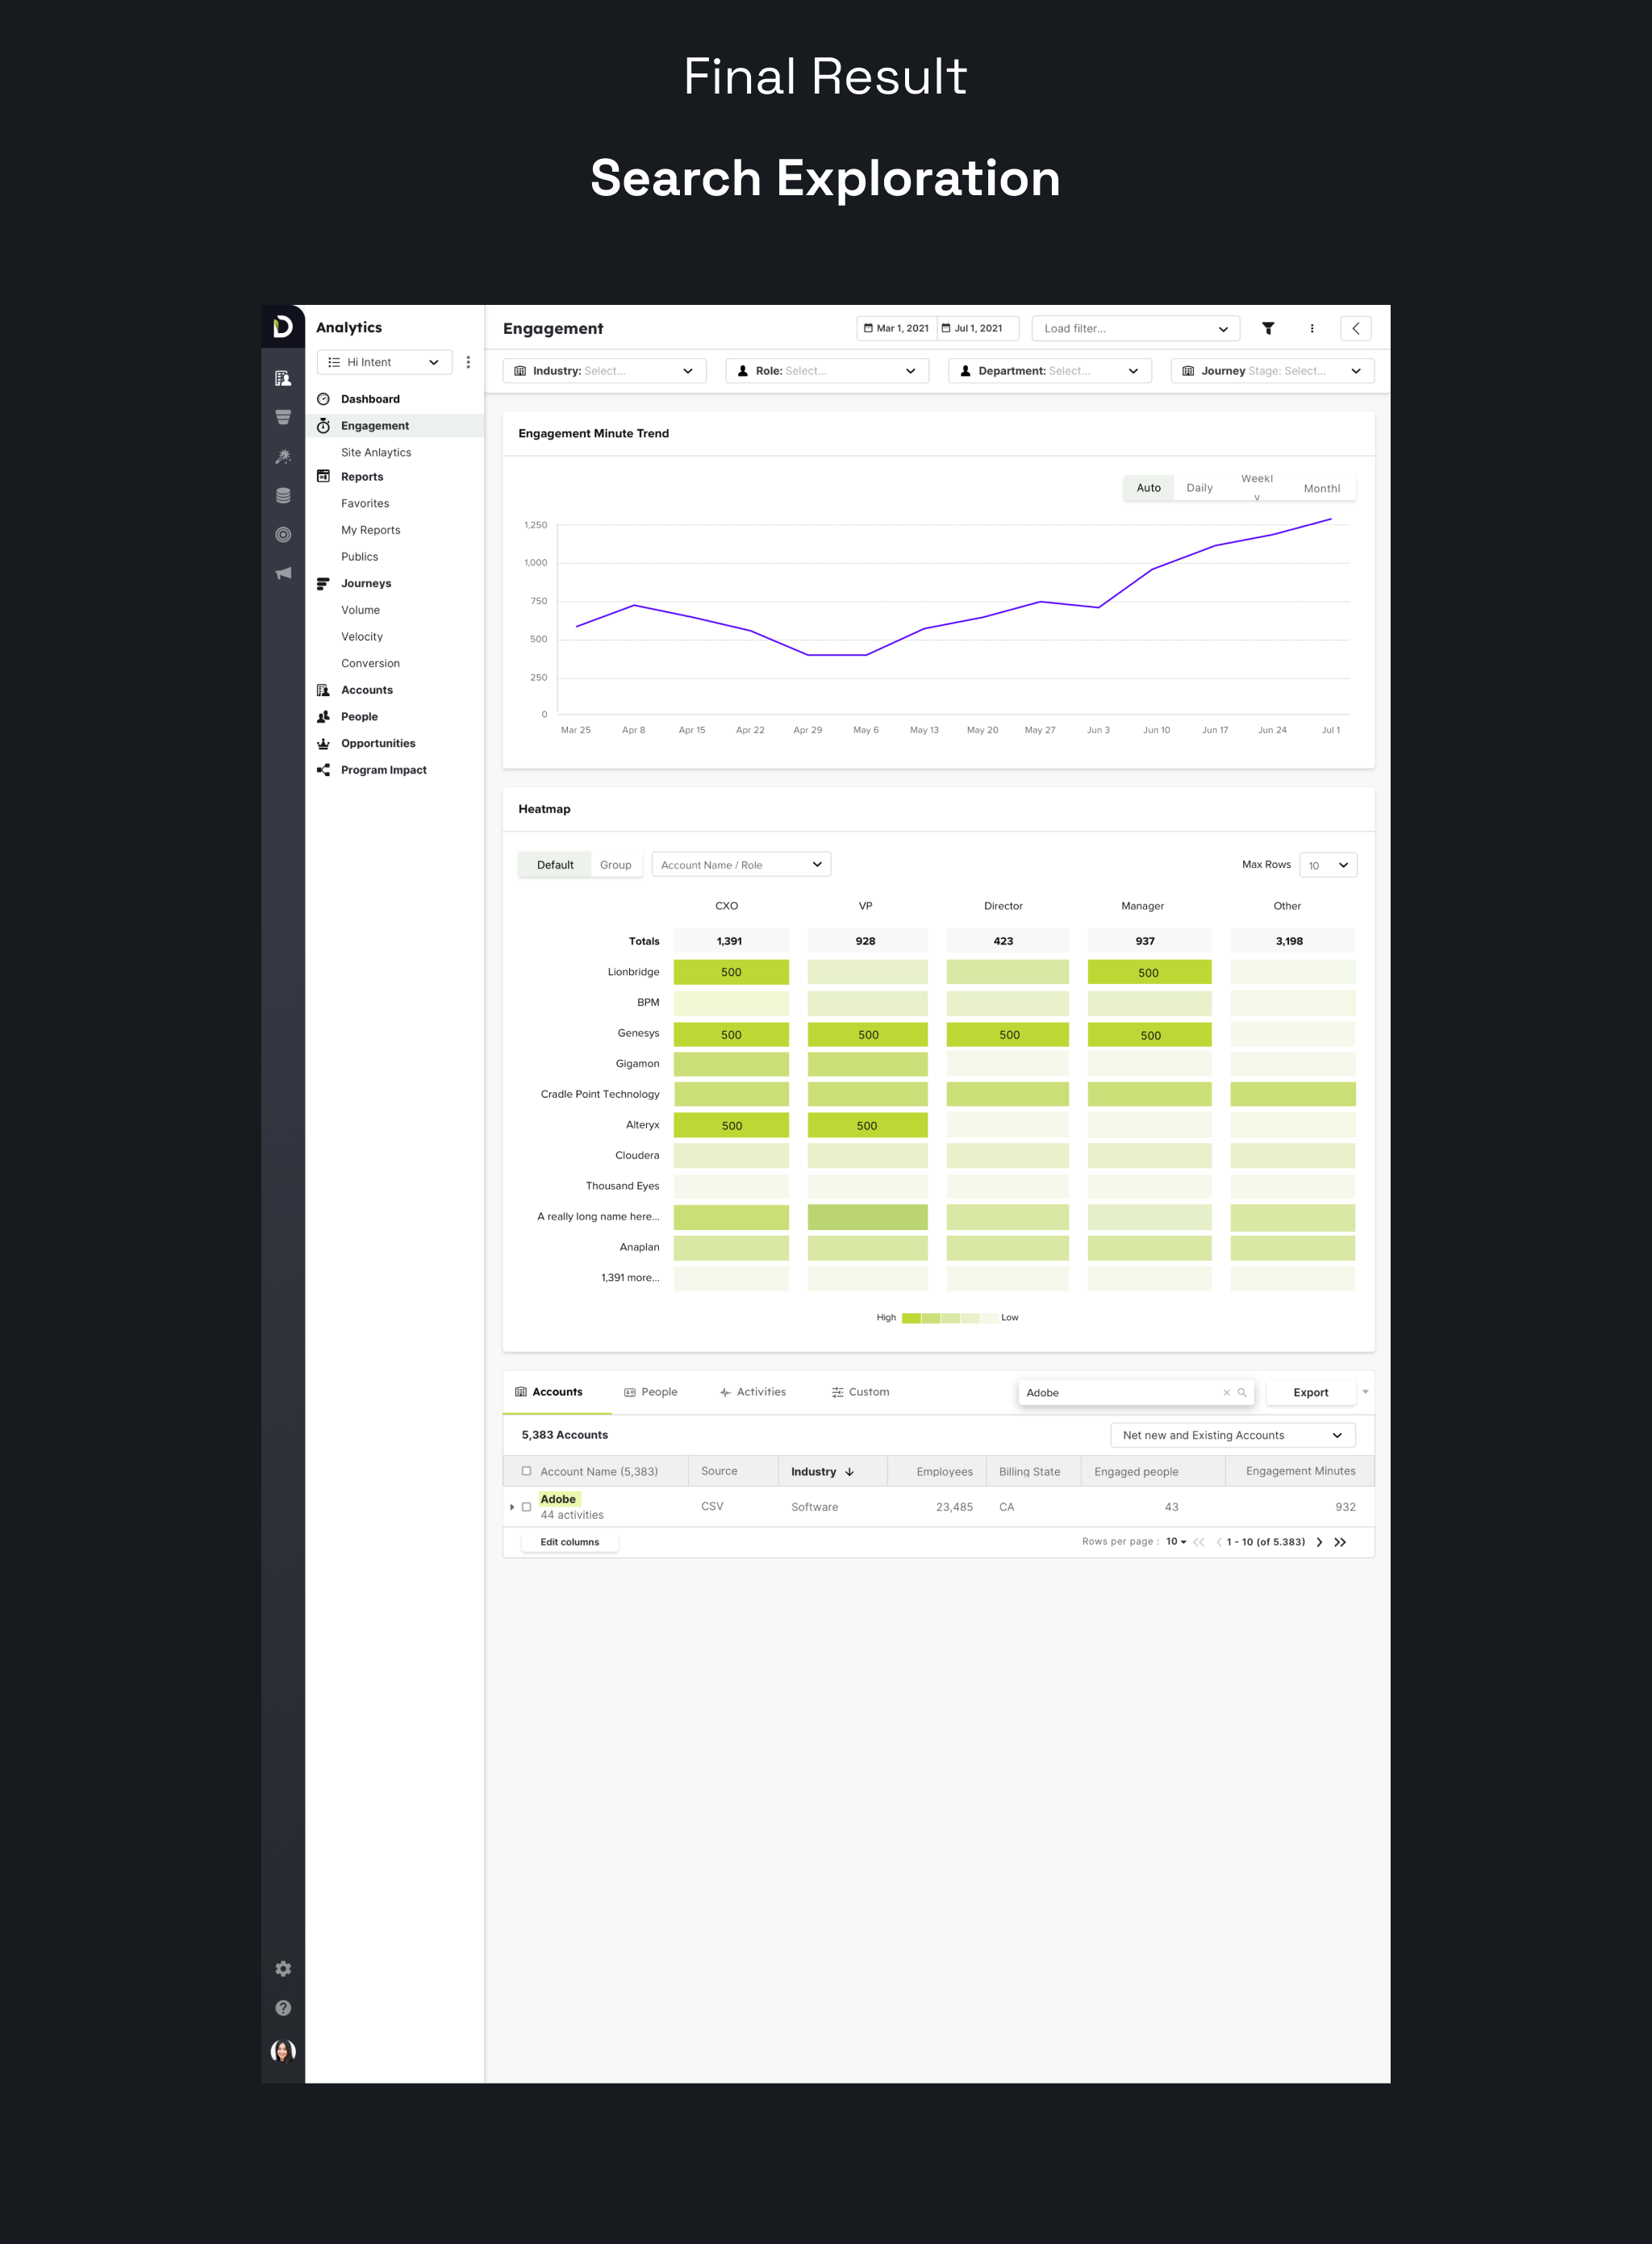 Final Result
Search Exploration
Analytics
Hi Intent
Dashboard
Engagement
Site Anlaytics
Reports
Favorites
My Reports
Publics
Journeys
Volume
Velocity
Conversion
Accounts
People
Opportunities
Program Impact
Engagement
Mar 1, 2021 Jul 1, 2021 Load filter...
Industry: Select... Role: Select... Department: Select... Journey Stage: Select...
Engagement Minute Trend
Auto Daily Weekl
y Monthl
1,250
1,000
750
500
250
0
Mar 25 Apr 8 Apr 15 Apr 22 Apr 29 May 6 May 13 May 20 May 27 Jun 3 Jun 10 Jun 17 Jun 24 Jul 1
Heatmap
Default Group Account Name / Role Max Rows 10
CXO VP Director Manager Other
Totals 1,391 928 423 937 3,198
Lionbridge 500 500
BPM
Genesys 500 500 500 500
Gigamon
Cradle Point Technology
Alteryx 500 500
Cloudera
Thousand Eyes
A really long name here...
Anaplan
1,391 more...
High Low
Accounts People Activities Custom Adobe Export
5,383 Accounts Net new and Existing Accounts
Account Name (5,383) Source Industry Employees Billing State Engaged people Engagement Minutes
Adobe
44 activities CSV Software 23,485 CA 43 932
Edit columns Rows per page : 10 1 - 10 (of 5.383)